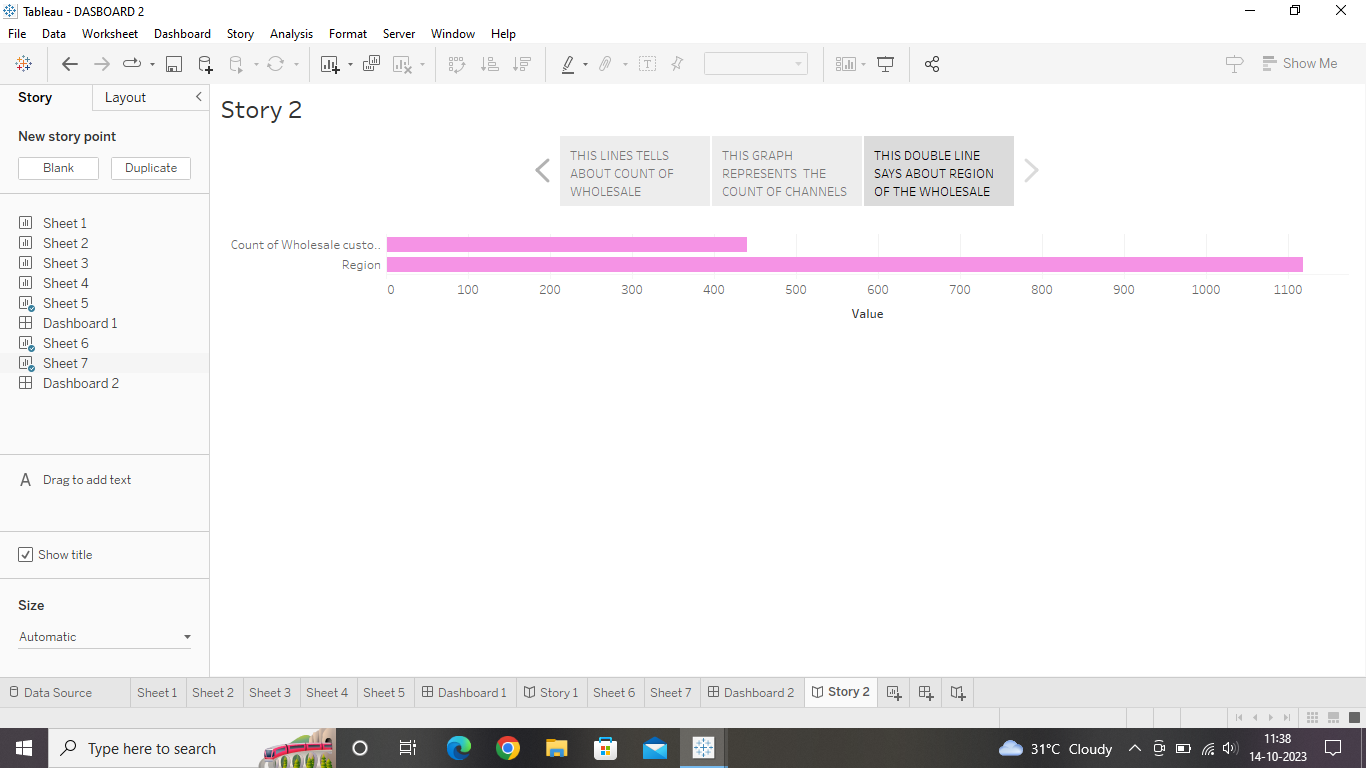 Tableau - DASBOARD 2
File Data Worksheet Dashboard Story Analysis Format Server Window Help
Show Me
Story Layout
New story point
Blank Duplicate
Sheet 1
Sheet 2
Sheet 3
Sheet 4
Sheet 5
Dashboard 1
Sheet 6
Sheet 7
Dashboard 2
A Drag to add text
Show title
Size
Automatic
Story 2
THIS LINES TELLS
ABOUT COUNT OF
WHOLESALE
THIS GRAPH
REPRESENTS THE
COUNT OF CHANNELS
THIS DOUBLE LINE
SAYS ABOUT REGION
OF THE WHOLESALE
Count of Wholesale custo..
Region
0 100 200 300 400 500 600 700 800 900 1000 1100
Value
Data Source Sheet 1 Sheet 2 Sheet 3 Sheet 4 Sheet 5 Dashboard 1 Story 1 Sheet 6 Sheet 7 Dashboard 2 Story 2
Type here to search
31°C Cloudy
11:38
14-10-2023